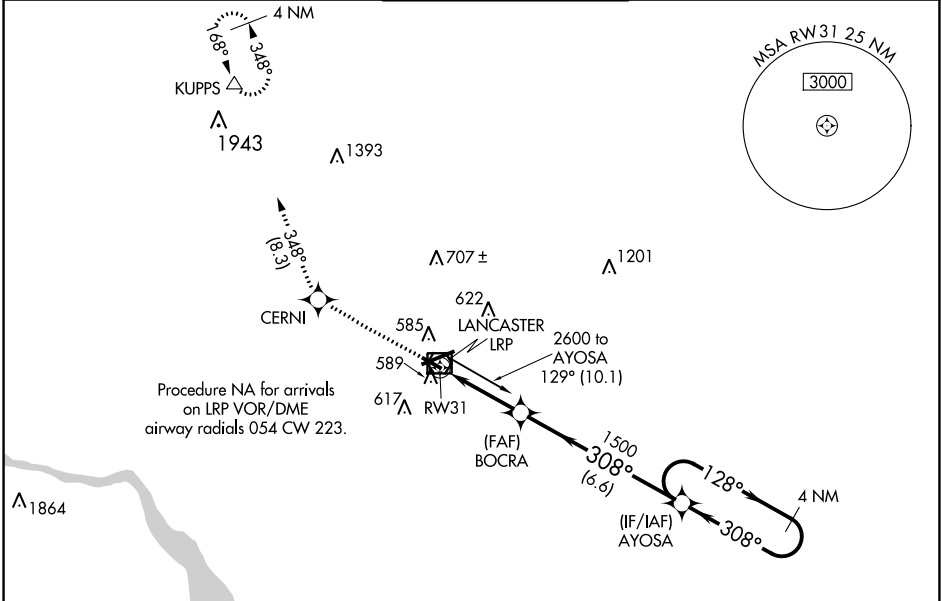 4 NM
168°
348°
KUPPS
1943
1393
MSA RW31 25 NM
3000
348°
(8.3)
707 ±
1201
CERNI
622
585
LANCASTER
LRP
2600 to
AYOSA
129° (10.1)
589
617
RW31
Procedure NA for arrivals
on LRP VOR/DME
airway radials 054 CW 223.
(FAF)
BOCRA
1500
308°
(6.6)
128°
4 NM
308°
(IF/IAF)
AYOSA
1864